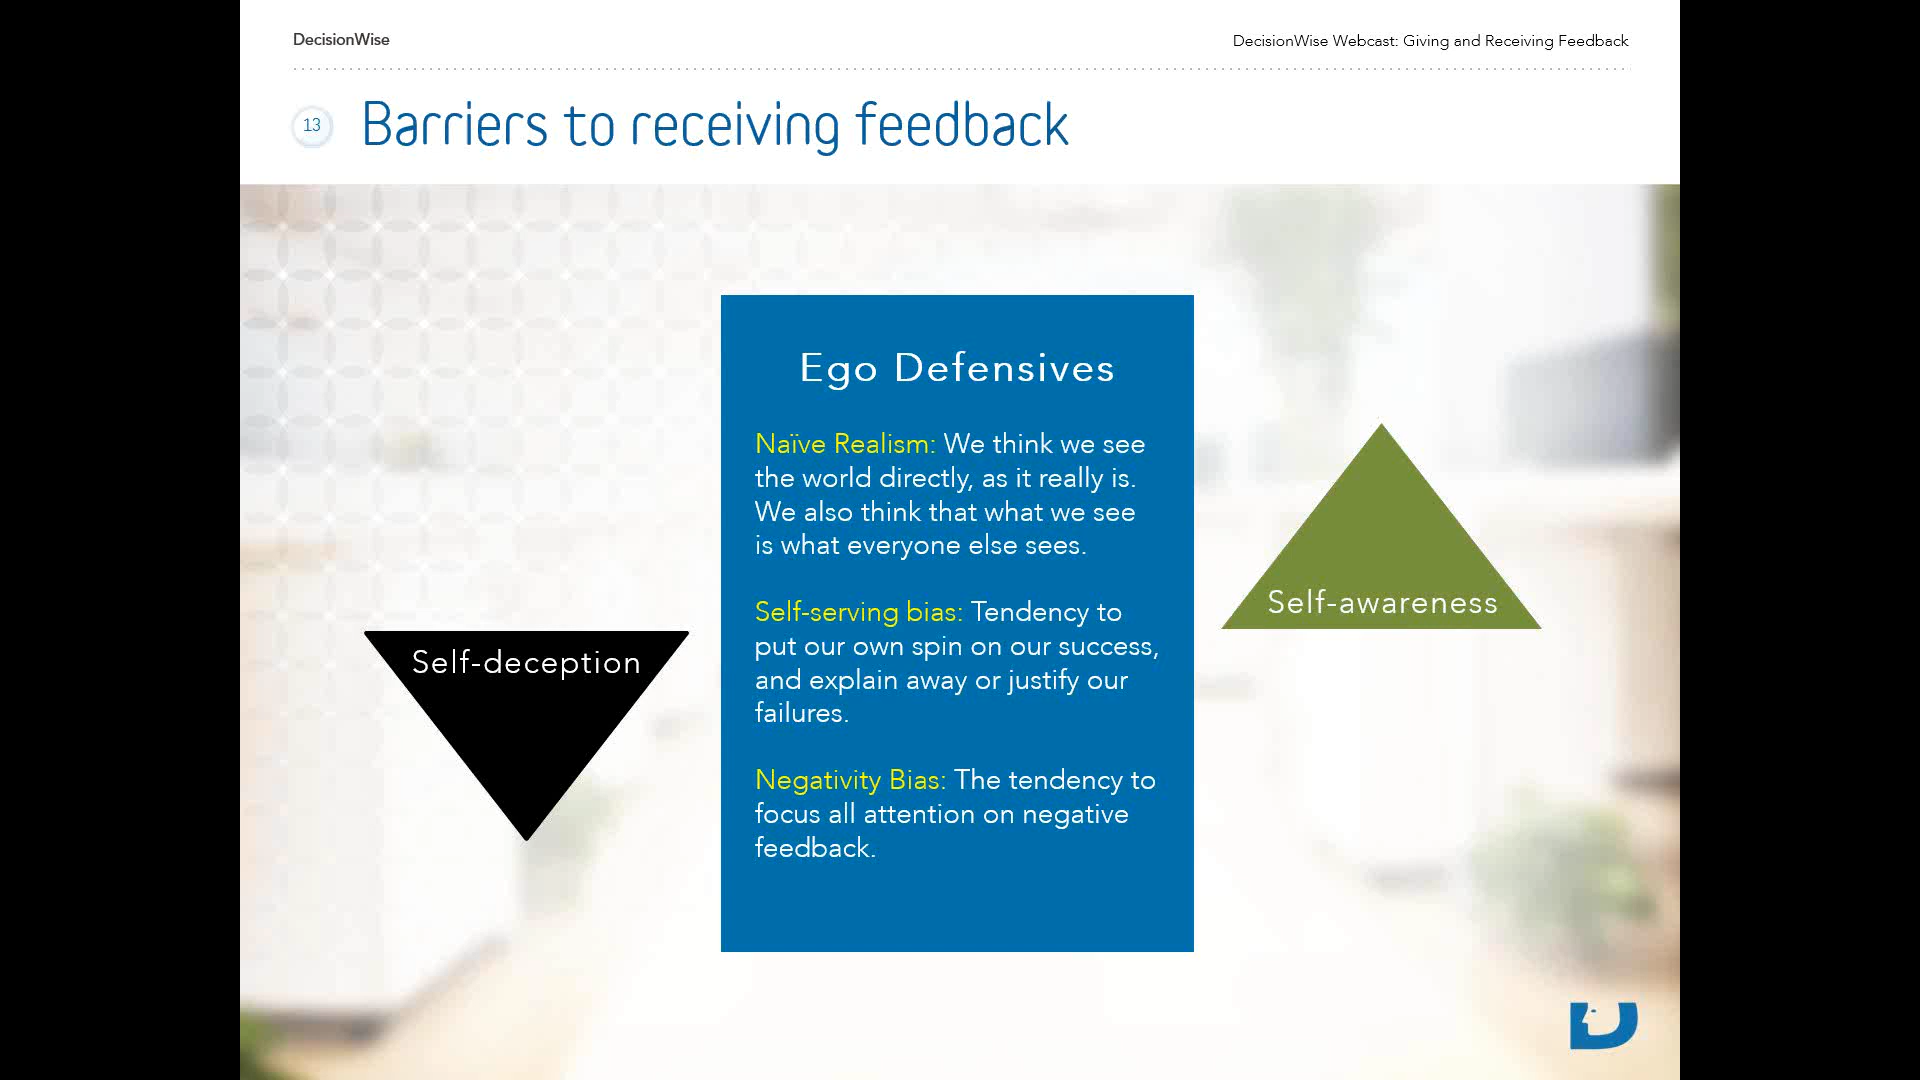 DecisionWise
DecisionWise Webcast: Giving and Receiving Feedback
13
Barriers to receiving feedback
Ego Defensives
Naïve Realism: We think we see
the world directly, as it really is.
We also think that what we see
is what everyone else sees.
Self-serving bias: Tendency to
put our own spin on our success,
and explain away or justify our
failures.
Negativity Bias: The tendency to
focus all attention on negative
feedback.
Self-deception
Self-awareness